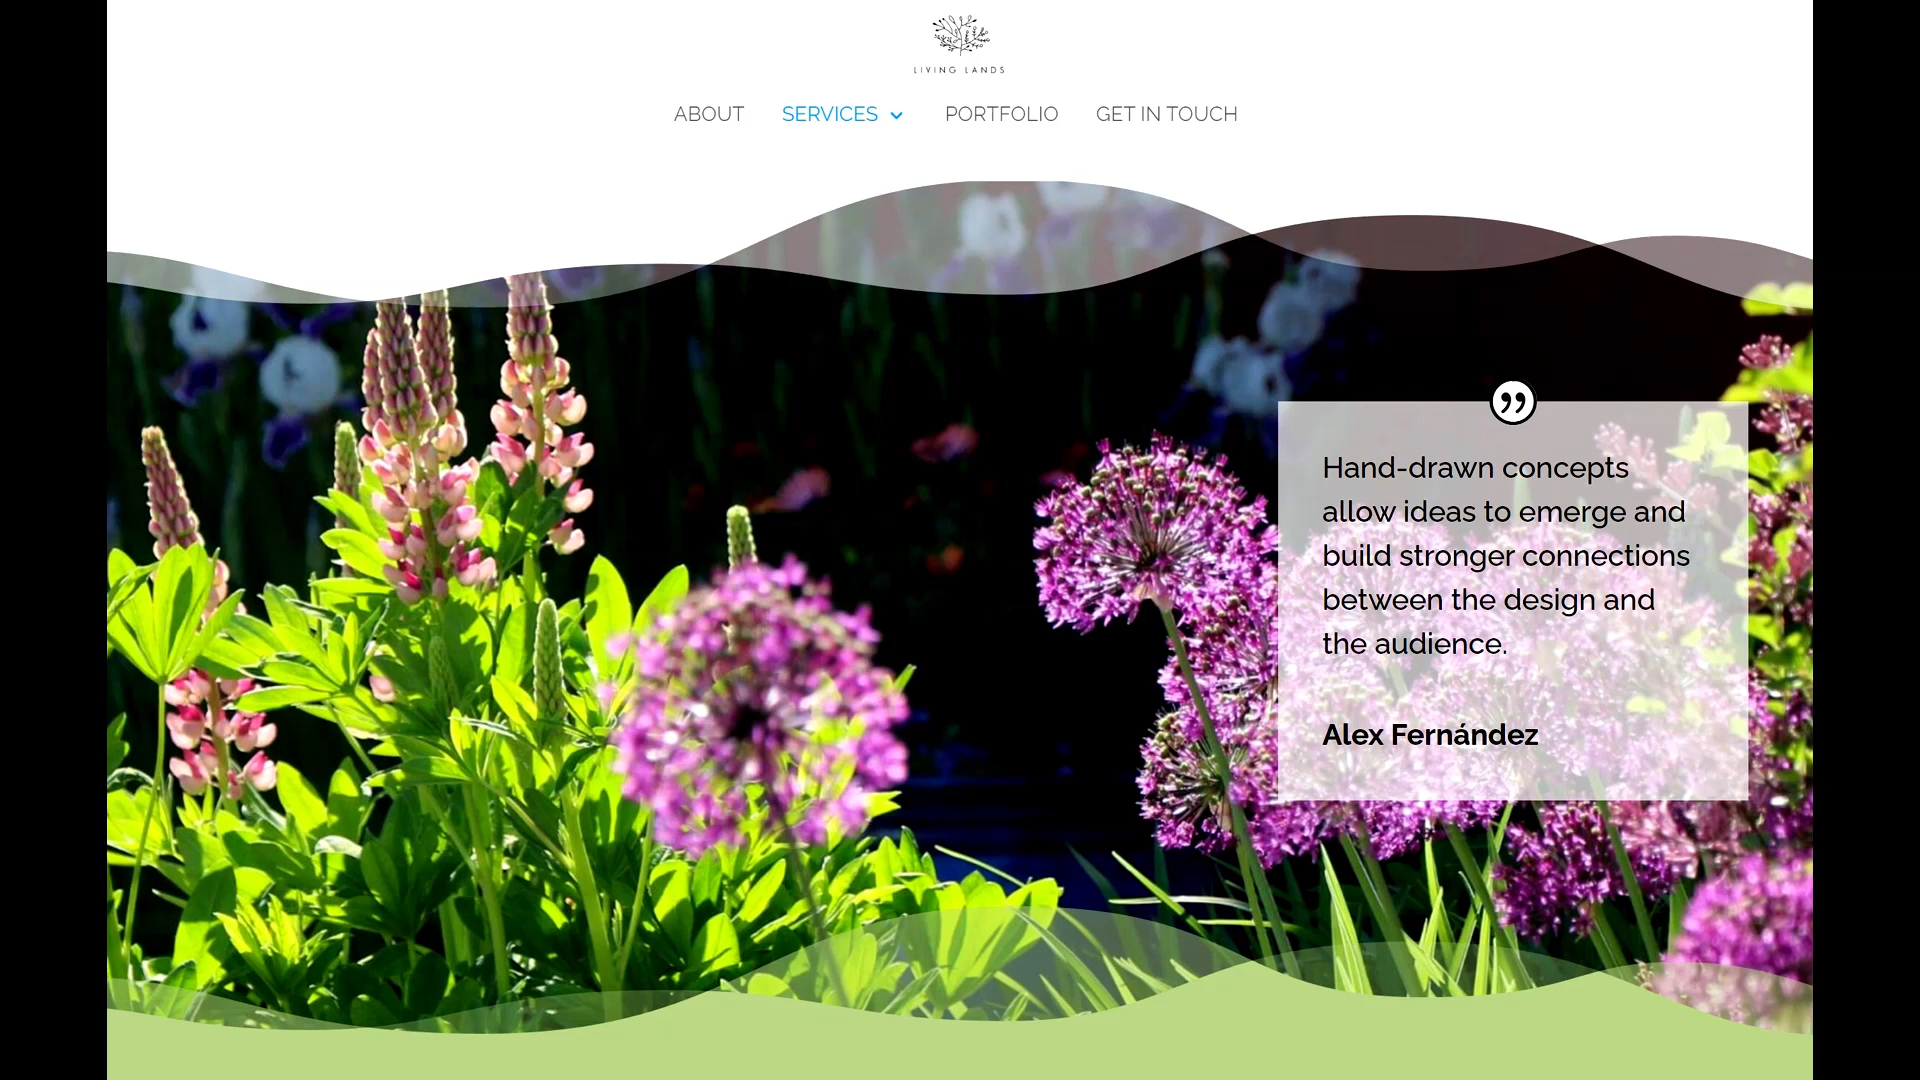 LIVING LANDS
ABOUT
SERVICES
PORTFOLIO
GET IN TOUCH
Hand-drawn concepts
allow ideas to emerge and
build stronger connections
between the design and
the audience.
Alex Fernández